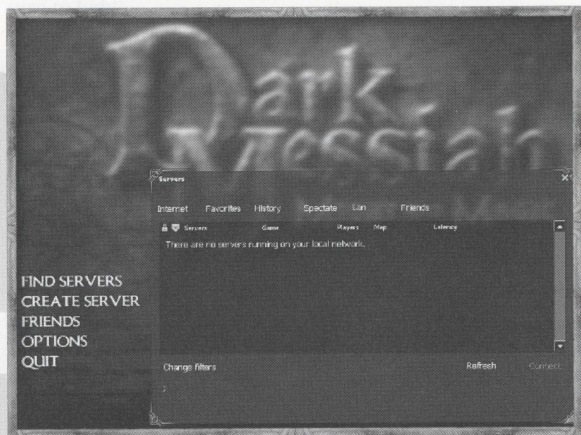 Dark
Messiah
Servers
Internet Favorites History Spectate Lan Friends
Servers Game Players Map Latency
There are no servers running on your local network.
FIND SERVERS
CREATE SERVER
FRIENDS
OPTIONS
QUIT
Change filters Refresh Connect